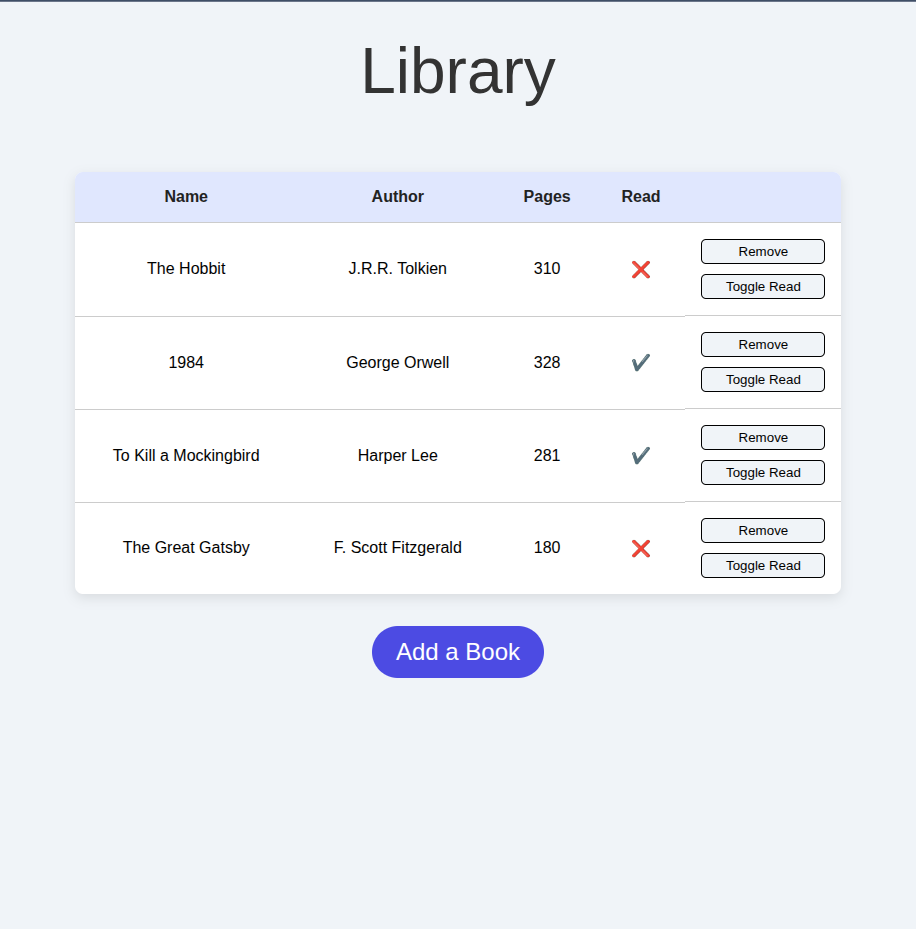 Library
Name Author Pages Read
The Hobbit J.R.R. Tolkien 310 ❌ Remove
Toggle Read
1984 George Orwell 328 ✔️ Remove
Toggle Read
To Kill a Mockingbird Harper Lee 281 ✔️ Remove
Toggle Read
The Great Gatsby F. Scott Fitzgerald 180 ❌ Remove
Toggle Read
Add a Book